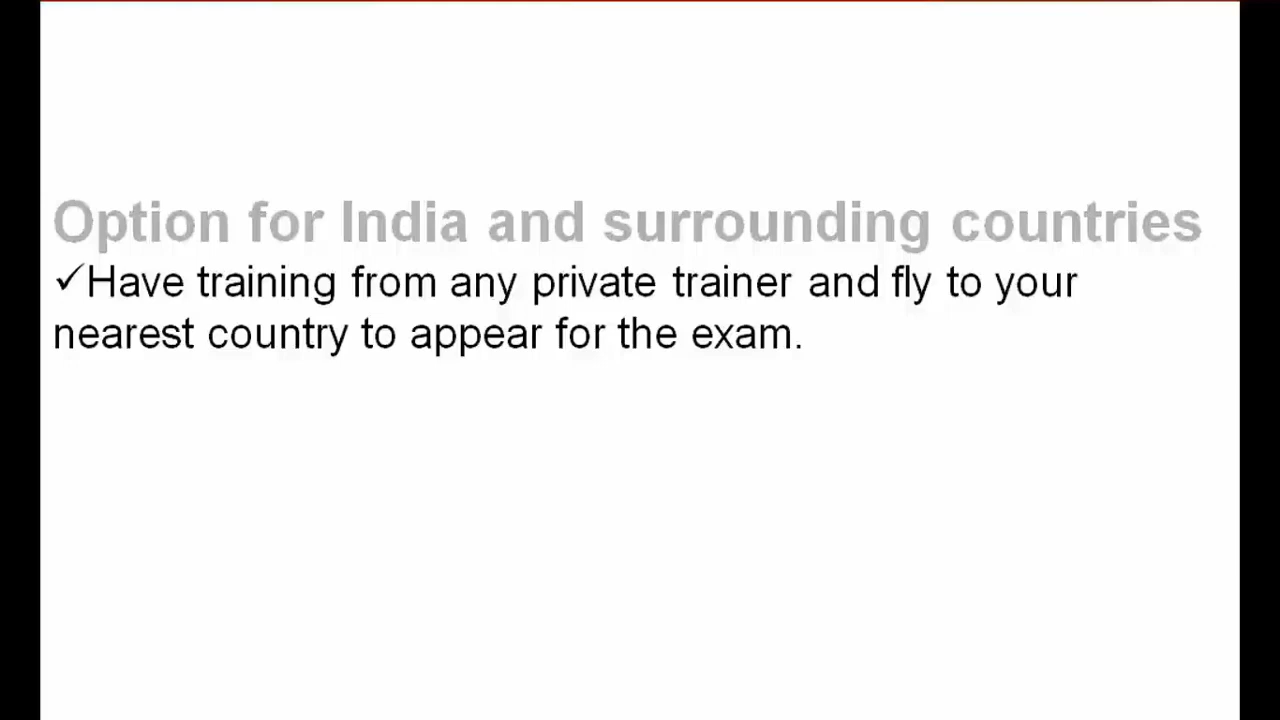 Option for India and surrounding countries
✓Have training from any private trainer and fly to your
nearest country to appear for the exam.